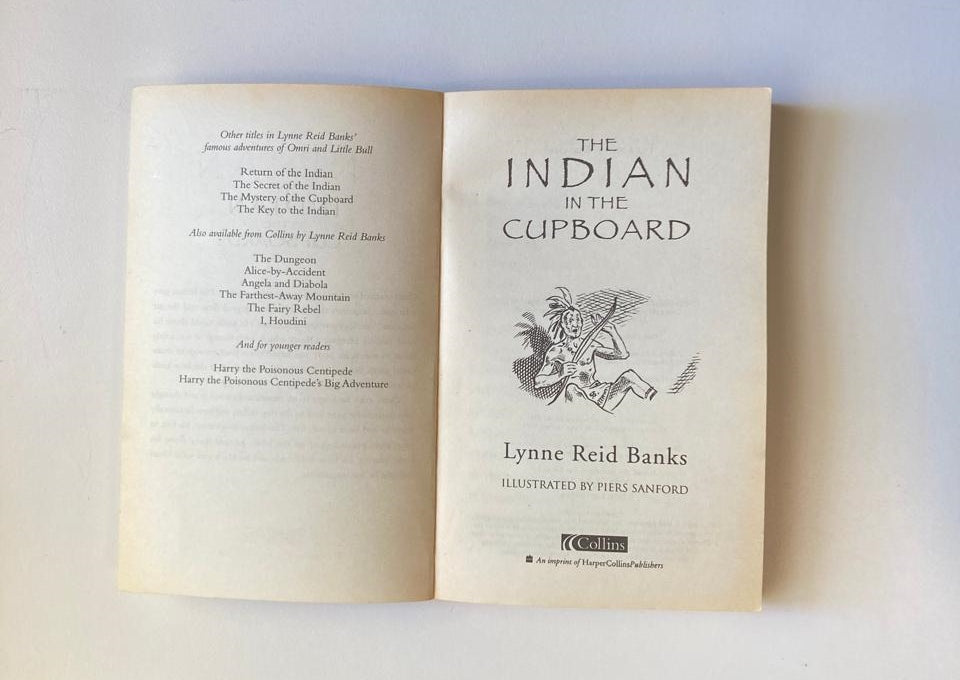 Other titles in Lynne Reid Banks'
famous adventures of Omri and Little Bull
Return of the Indian
The Secret of the Indian
The Mystery of the Cupboard
The Key to the Indian
Also available from Collins by Lynne Reid Banks
The Dungeon
Alice-by-Accident
Angela and Diabola
The Farthest-Away Mountain
The Fairy Rebel
I, Houdini
And for younger readers
Harry the Poisonous Centipede
Harry the Poisonous Centipede's Big Adventure
THE
INDIAN
IN THE
CUPBOARD
Lynne Reid Banks
ILLUSTRATED BY PIERS SANFORD
Collins
An imprint of HarperCollinsPublishers